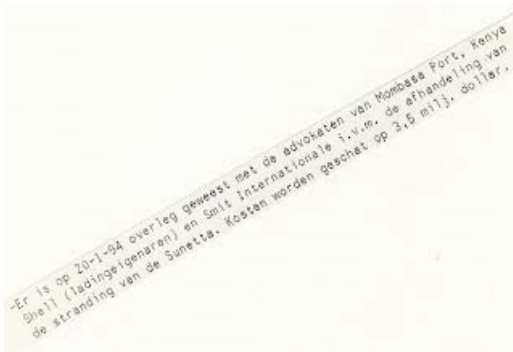 -Er is op 20-1-94 overleg geweest met de advokaten van Mombasa Port, Kenya
Shell (ladingeigenaren) en Smit Internationale i.v.m. de afhandeling van
de stranding van de Sunetta. Kosten worden geschat op 3,5 milj. dollar.